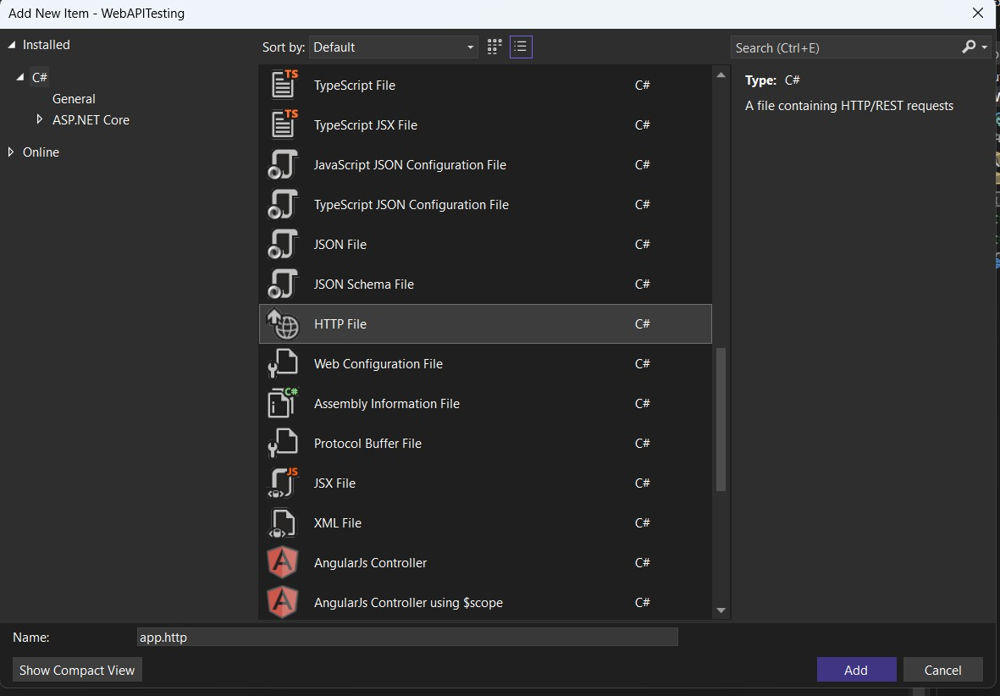 Add New Item - WebAPITesting
Installed
C#
General
ASP.NET Core
Online
Sort by: Default
Search (Ctrl+E)
TS
TypeScript File C#
TS
TypeScript JSX File C#
JavaScript JSON Configuration File C#
TypeScript JSON Configuration File C#
JSON File C#
JSON Schema File C#
HTTP File C#
Web Configuration File C#
C#
Assembly Information File C#
Protocol Buffer File C#
JS
JSX File C#
XML File C#
AngularJs Controller C#
AngularJs Controller using $scope C#
Type: C#
A file containing HTTP/REST requests
Name: app.http
Show Compact View
Add
Cancel